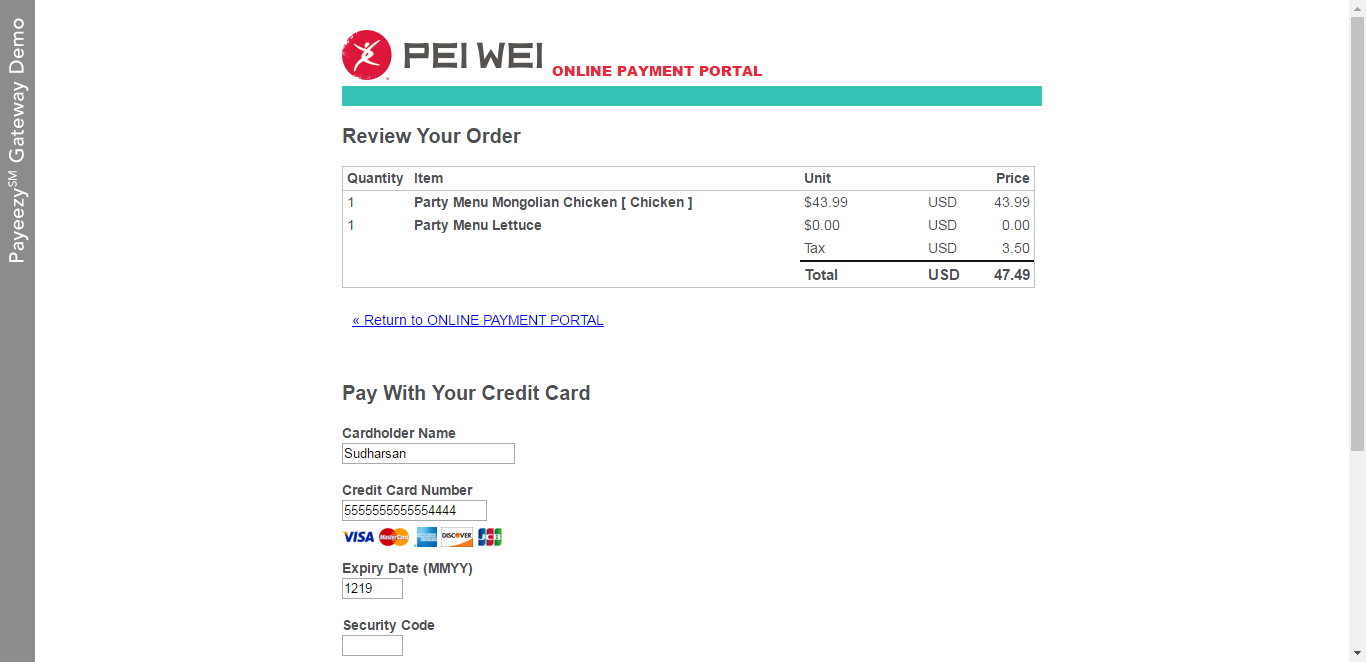 Payeezy SM Gateway Demo
PEI WEI ONLINE PAYMENT PORTAL
Review Your Order
Quantity Item Unit Price
1 Party Menu Mongolian Chicken [ Chicken ] $43.99 USD 43.99
1 Party Menu Lettuce $0.00 USD 0.00
Tax USD 3.50
Total USD 47.49
« Return to ONLINE PAYMENT PORTAL
Pay With Your Credit Card
Cardholder Name
Sudharsan
Credit Card Number
5555555555554444
VISA MasterCard DISCOVER JCB
Expiry Date (MMYY)
1219
Security Code